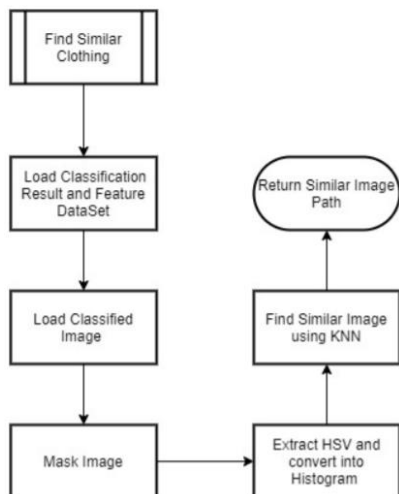 Find Similar
Clothing
Load Classification
Result and Feature
DataSet
Load Classified
Image
Mask Image
Extract HSV and
convert into
Histogram
Find Similar Image
using KNN
Return Similar Image
Path